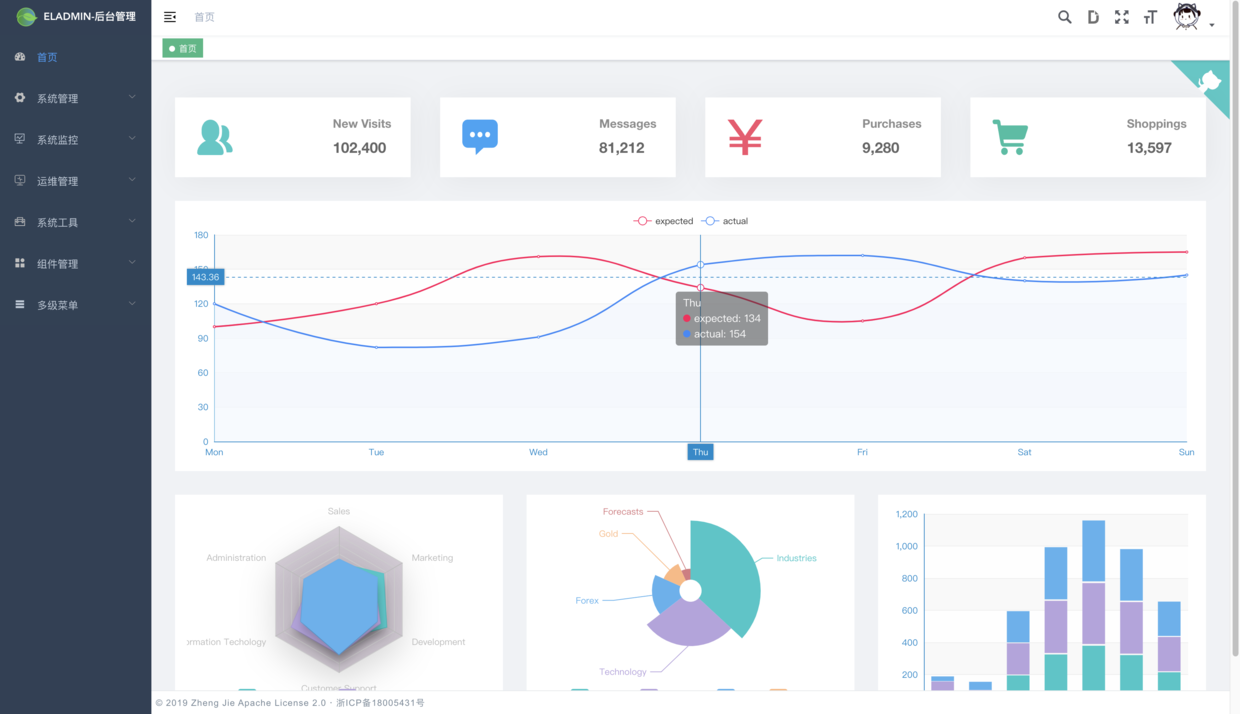 ELADMIN-后台管理
首页
首页
首页
系统管理
系统监控
运维管理
系统工具
组件管理
多级菜单
New Visits
102,400
Messages
81,212
Purchases
9,280
Shoppings
13,597
expected actual
180
143.36
120
90
60
30
0
Thu
expected: 134
actual: 154
Mon Tue Wed Thu Fri Sat Sun
Sales
Administration Marketing
ormation Techology Development
Customer Support
Forecasts
Gold
Industries
Forex
Technology
1,200
1,000
800
600
400
200
© 2019 Zheng Jie Apache License 2.0 · 浙ICP备18005431号